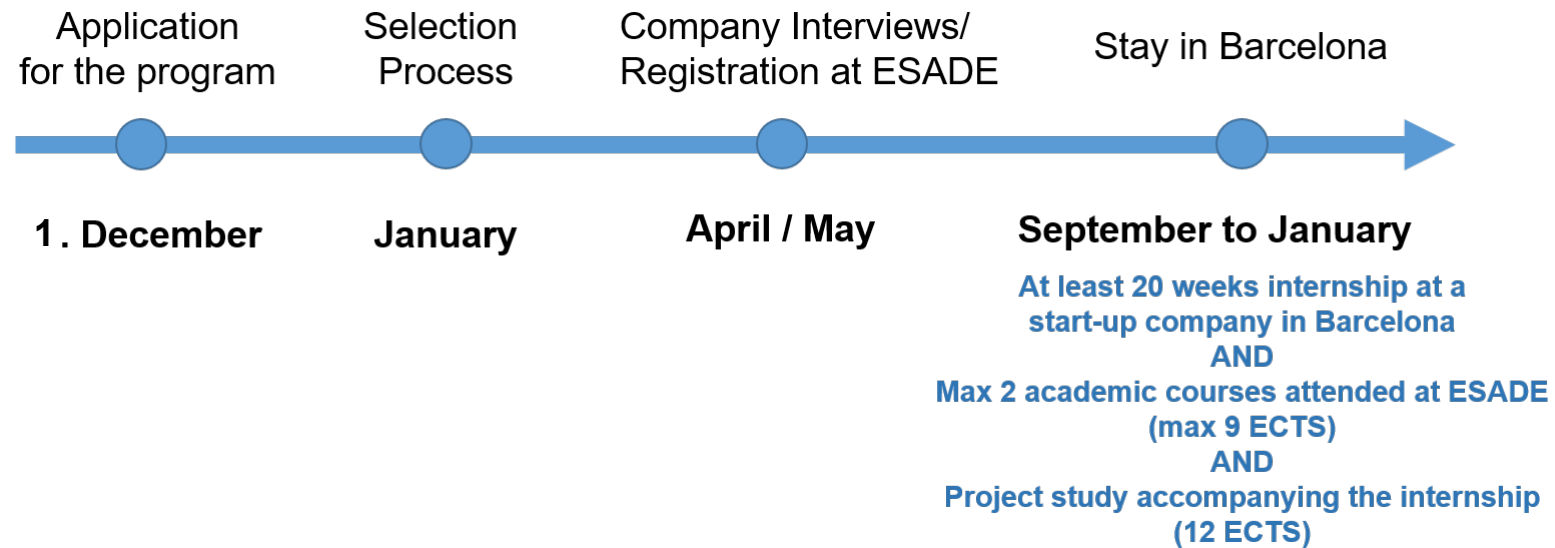 Application
for the program
Selection
Process
Company Interviews/
Registration at ESADE
Stay in Barcelona
1. December
January
April / May
September to January
At least 20 weeks internship at a
start-up company in Barcelona
AND
Max 2 academic courses attended at ESADE
(max 9 ECTS)
AND
Project study accompanying the internship
(12 ECTS)